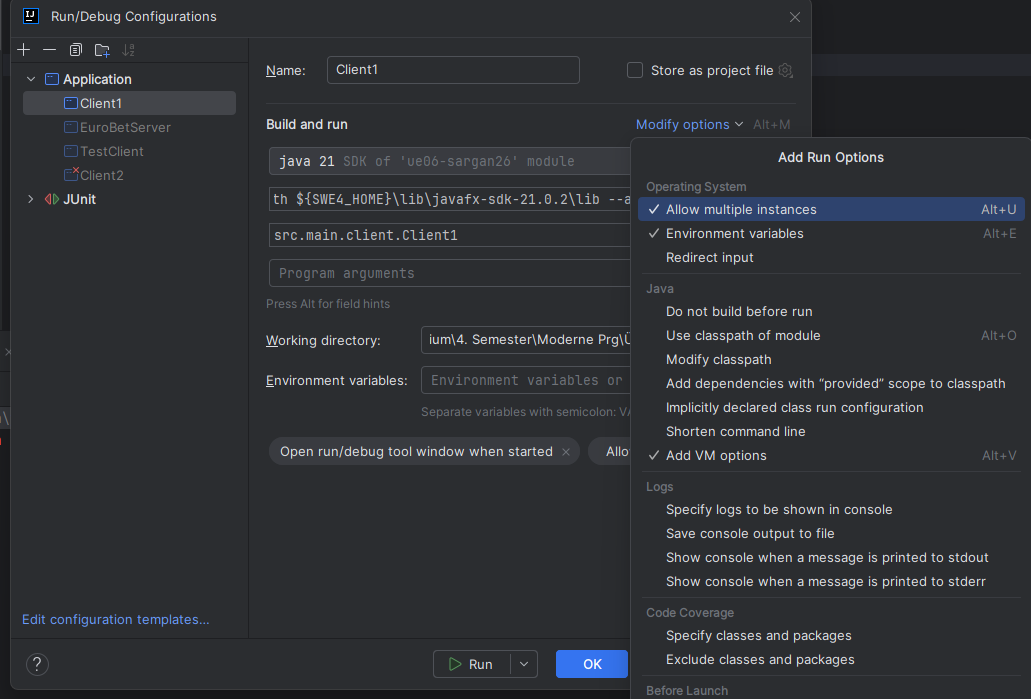 Run/Debug Configurations
Application
Client1
EuroBetServer
TestClient
Client2
JUnit
Edit configuration templates...
Name:
Client1
Store as project file
Build and run
Modify options
Alt+M
java 21 SDK of 'ue06-sargan26' module
th ${SWE4_HOME}\lib\javafx-sdk-21.0.2\lib --a
src.main.client.Client1
Program arguments
Press Alt for field hints
Working directory:
ium\4. Semester\Moderne Prg\Ü
Environment variables:
Environment variables or
Separate variables with semicolon: VA
Open run/debug tool window when started
Allo
Run
OK
Add Run Options
Operating System
Allow multiple instances Alt+U
Environment variables Alt+E
Redirect input
Java
Do not build before run
Use classpath of module Alt+O
Modify classpath
Add dependencies with “provided” scope to classpath
Implicitly declared class run configuration
Shorten command line
Add VM options Alt+V
Logs
Specify logs to be shown in console
Save console output to file
Show console when a message is printed to stdout
Show console when a message is printed to stderr
Code Coverage
Specify classes and packages
Exclude classes and packages
Before Launch